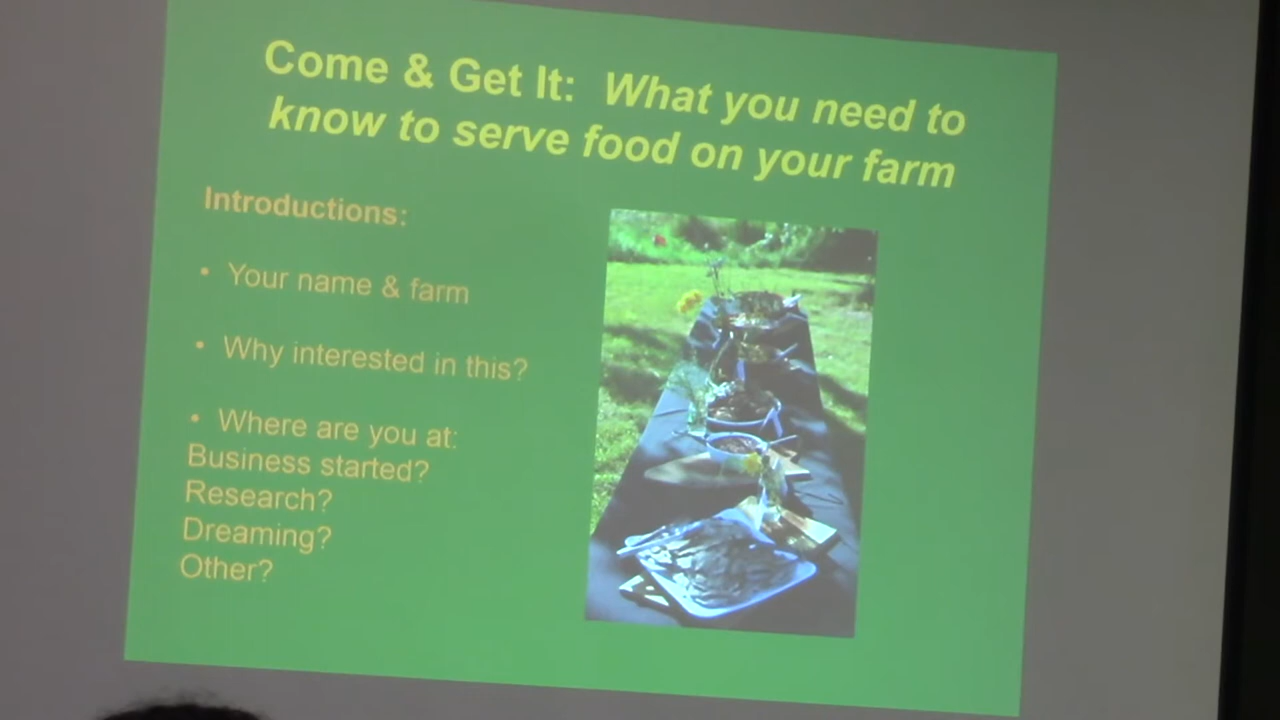 Come & Get It: What you need to
know to serve food on your farm
Introductions:
• Your name & farm
• Why interested in this?
• Where are you at:
Business started?
Research?
Dreaming?
Other?